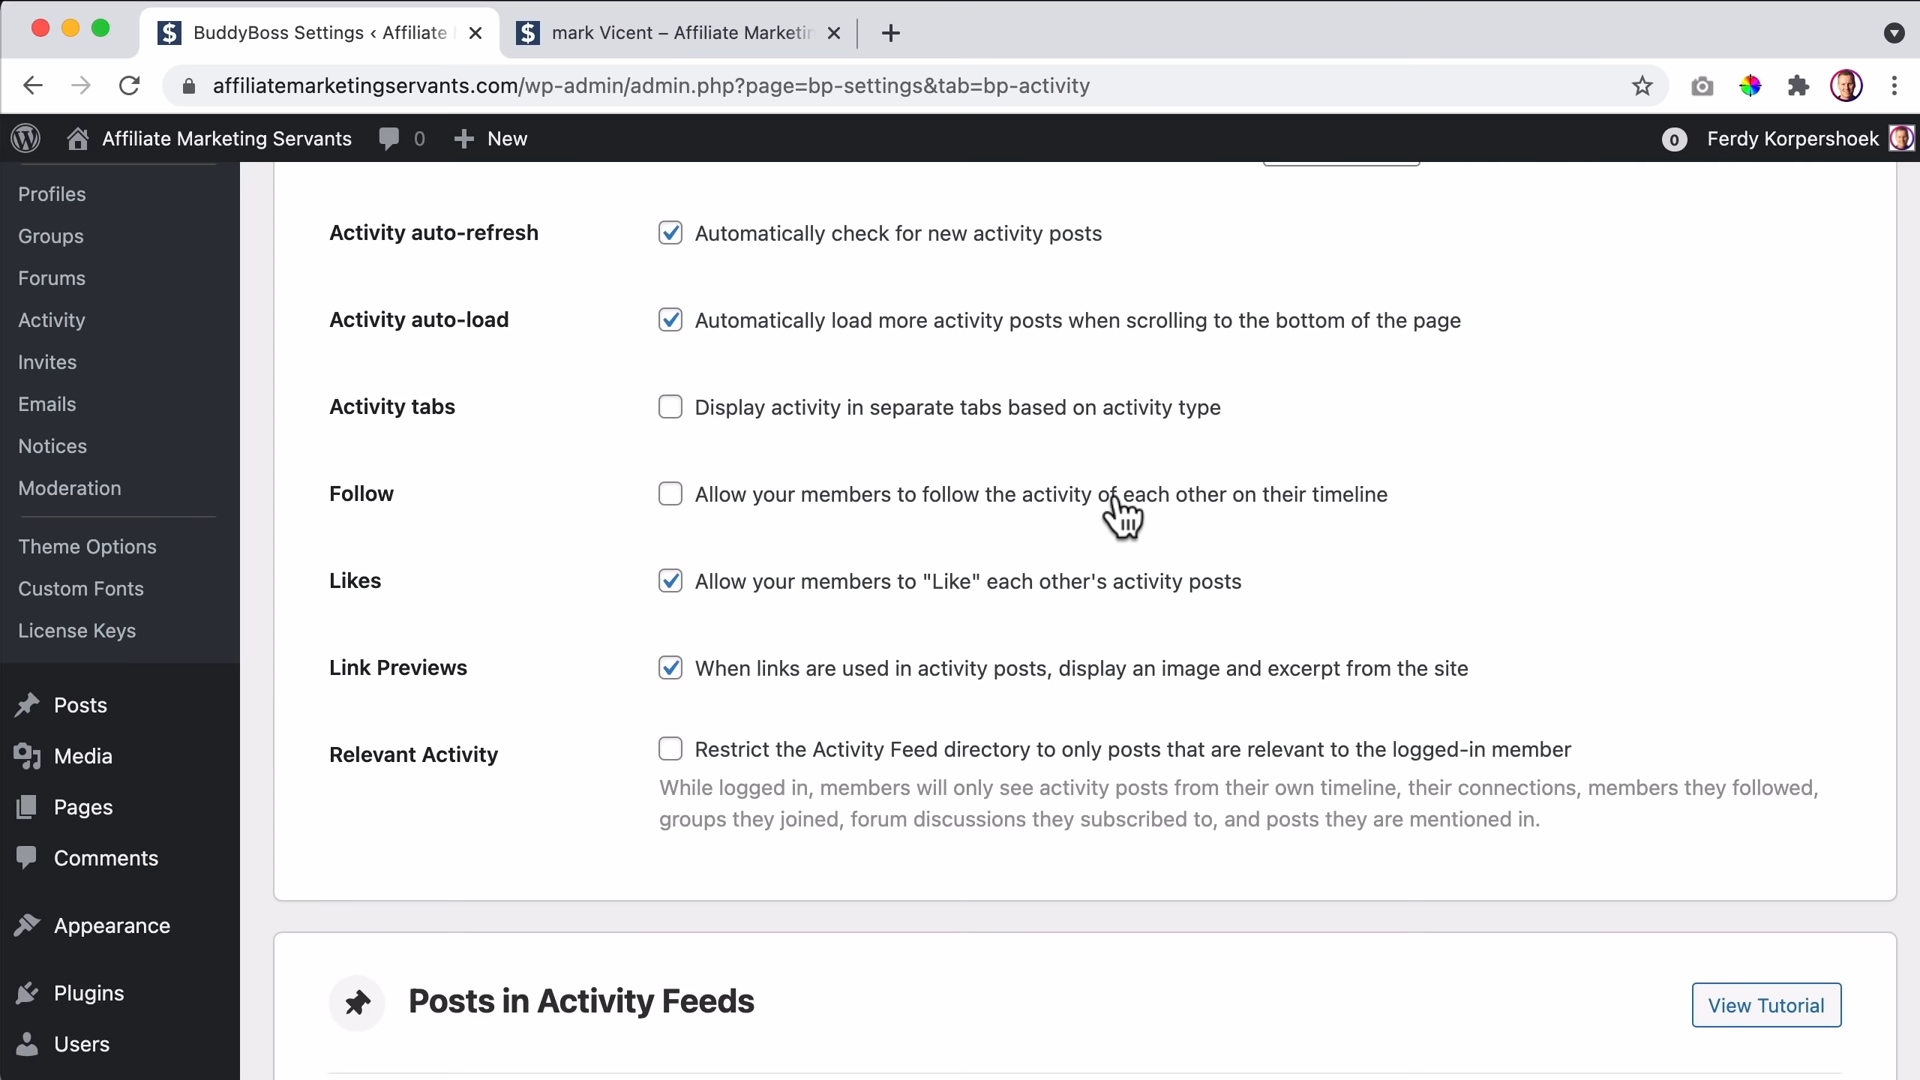 BuddyBoss Settings ‹ Affiliate
mark Vicent – Affiliate Marketin
affiliatemarketingservants.com/wp-admin/admin.php?page=bp-settings&tab=bp-activity
Affiliate Marketing Servants
0
New
0
Ferdy Korpershoek
Profiles
Groups
Forums
Activity
Invites
Emails
Notices
Moderation
Theme Options
Custom Fonts
License Keys
Posts
Media
Pages
Comments
Appearance
Plugins
Users
Activity auto-refresh
Automatically check for new activity posts
Activity auto-load
Automatically load more activity posts when scrolling to the bottom of the page
Activity tabs
Display activity in separate tabs based on activity type
Follow
Allow your members to follow the activity of each other on their timeline
Likes
Allow your members to "Like" each other's activity posts
Link Previews
When links are used in activity posts, display an image and excerpt from the site
Relevant Activity
Restrict the Activity Feed directory to only posts that are relevant to the logged-in member
While logged in, members will only see activity posts from their own timeline, their connections, members they followed,
groups they joined, forum discussions they subscribed to, and posts they are mentioned in.
Posts in Activity Feeds
View Tutorial